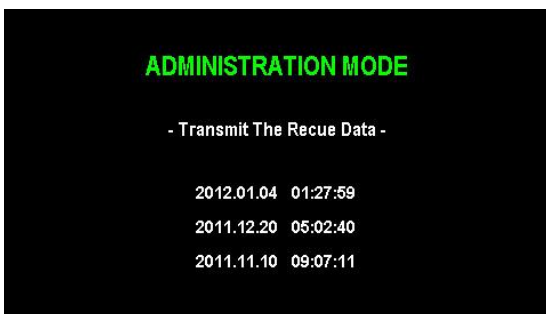 ADMINISTRATION MODE
- Transmit The Recue Data -
2012.01.04 01:27:59
2011.12.20 05:02:40
2011.11.10 09:07:11